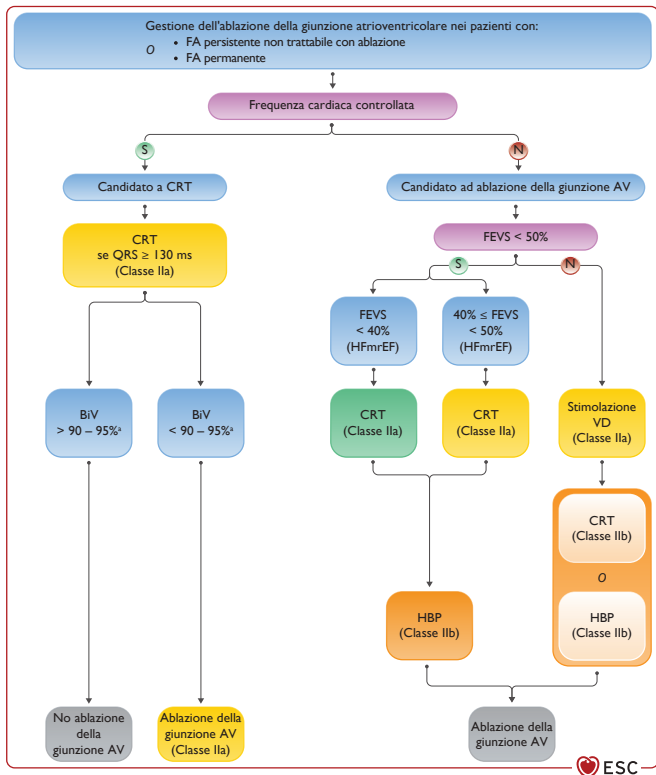 Gestione dell'ablazione della giunzione atrioventricolare nei pazienti con:
• FA persistente non trattabile con ablazione
O
• FA permanente
Frequenza cardiaca controllata
S
N
Candidato a CRT
Candidato ad ablazione della giunzione AV
CRT
se QRS ≥ 130 ms
(Classe IIa)
FEVS < 50%
S
N
FEVS
< 40%
(HFmrEF)
40% ≤ FEVS
< 50%
(HFmrEF)
BiV
> 90 – 95%ᵃ
BiV
< 90 – 95%ᵃ
CRT
(Classe IIa)
CRT
(Classe IIa)
Stimolazione
VD
(Classe IIa)
CRT
(Classe IIb)
O
HBP
(Classe IIb)
HBP
(Classe IIb)
No ablazione
della
giunzione AV
Ablazione della
giunzione AV
(Classe IIa)
Ablazione della
giunzione AV
ESC